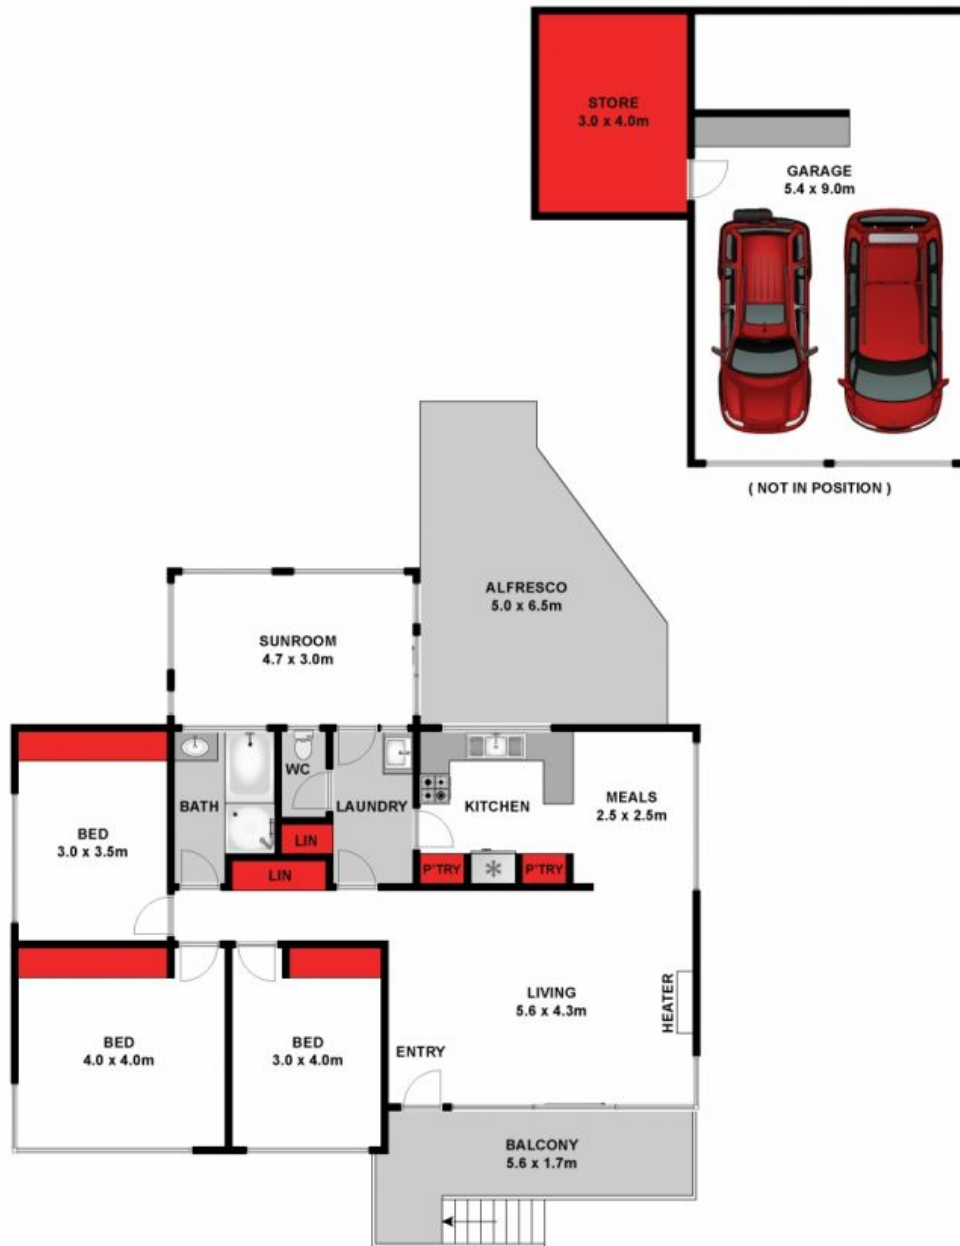 STORE
3.0 x 4.0m
GARAGE
5.4 x 9.0m
( NOT IN POSITION )
ALFRESCO
5.0 x 6.5m
SUNROOM
4.7 x 3.0m
BATH
WC
LAUNDRY
KITCHEN
MEALS
2.5 x 2.5m
BED
3.0 x 3.5m
LIN
LIN
P'TRY
P'TRY
LIVING
5.6 x 4.3m
HEATER
BED
4.0 x 4.0m
BED
3.0 x 4.0m
ENTRY
BALCONY
5.6 x 1.7m